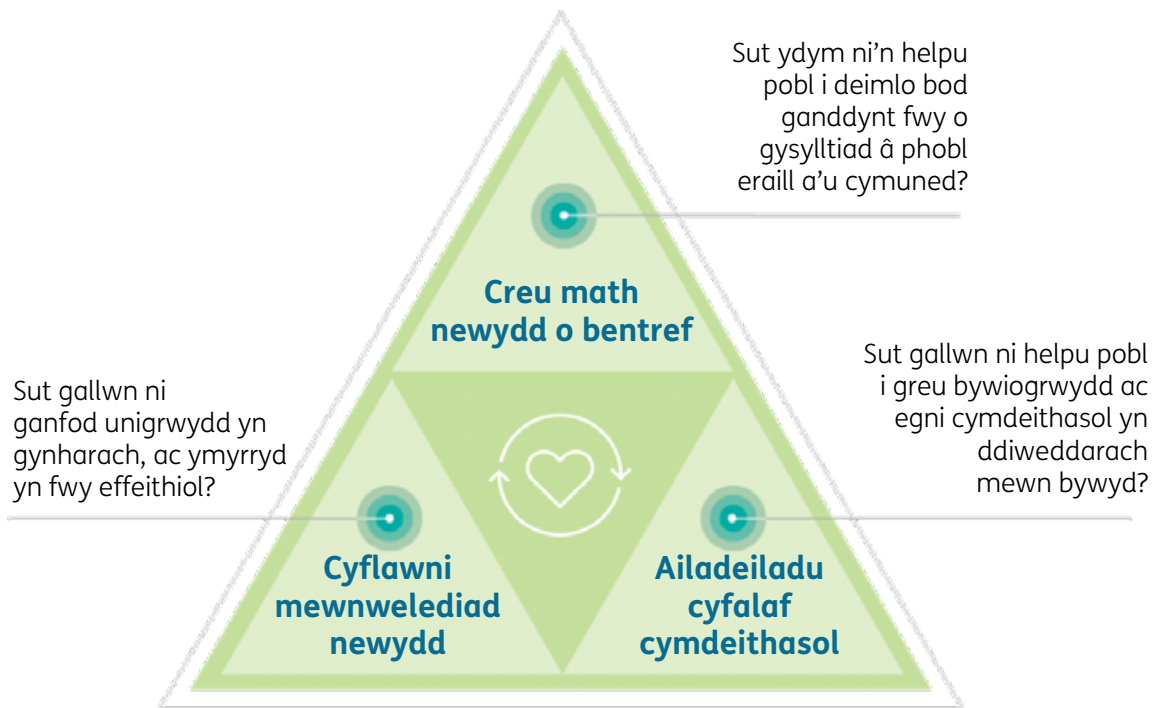 Sut ydym ni’n helpu
pobl i deimlo bod
ganddynt fwy o
gysylltiad â phobl
eraill a’u cymuned?
Creu math
newydd o bentref
Sut gallwn ni helpu pobl
i greu bywiogrwydd ac
egni cymdeithasol yn
ddiweddarach
mewn bywyd?
Sut gallwn ni
ganfod unigrwydd yn
gynharach, ac ymyrryd
yn fwy effeithiol?
Cyflawni
mewnwelediad
newydd
Ailadeiladu
cyfalaf
cymdeithasol